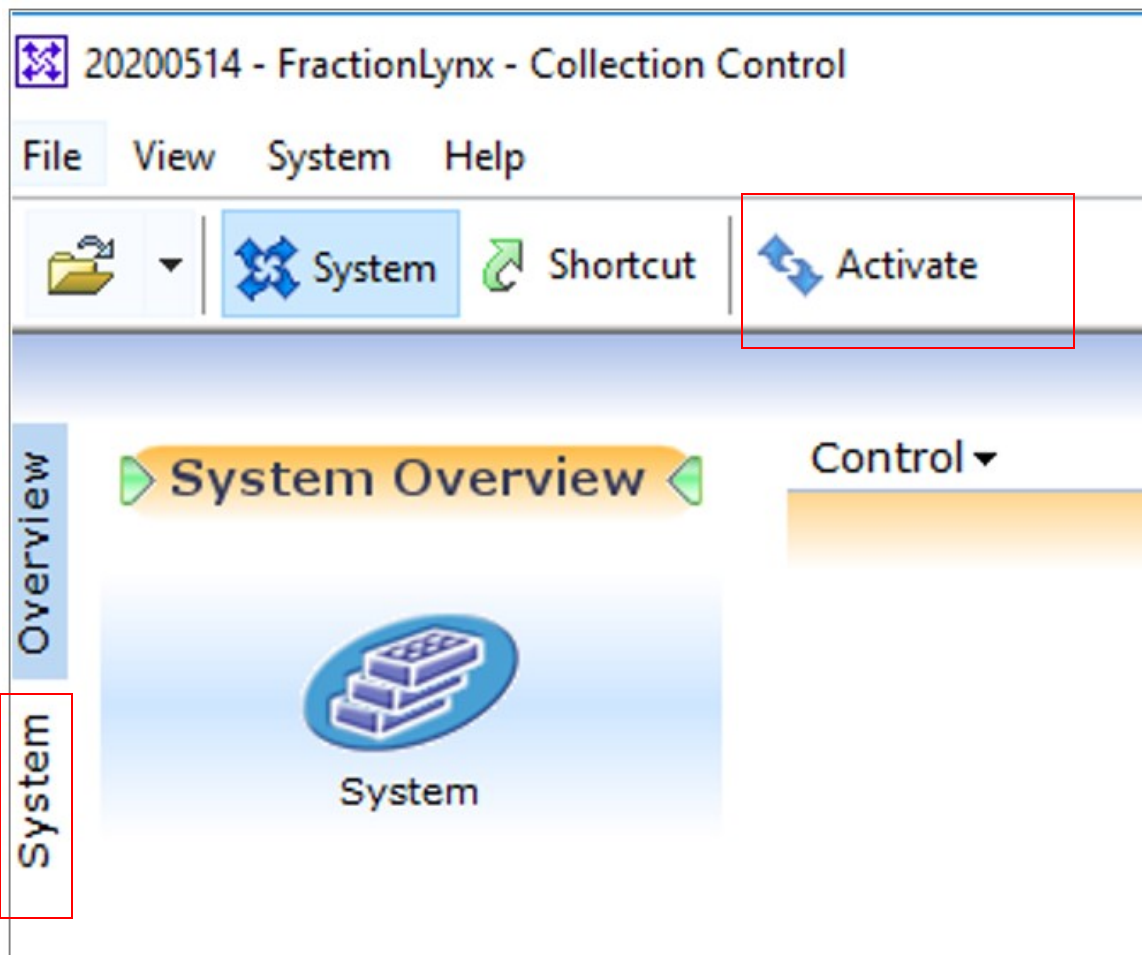 20200514 - FractionLynx - Collection Control
File View System Help
System Shortcut Activate
Overview
System
System Overview
System
Control